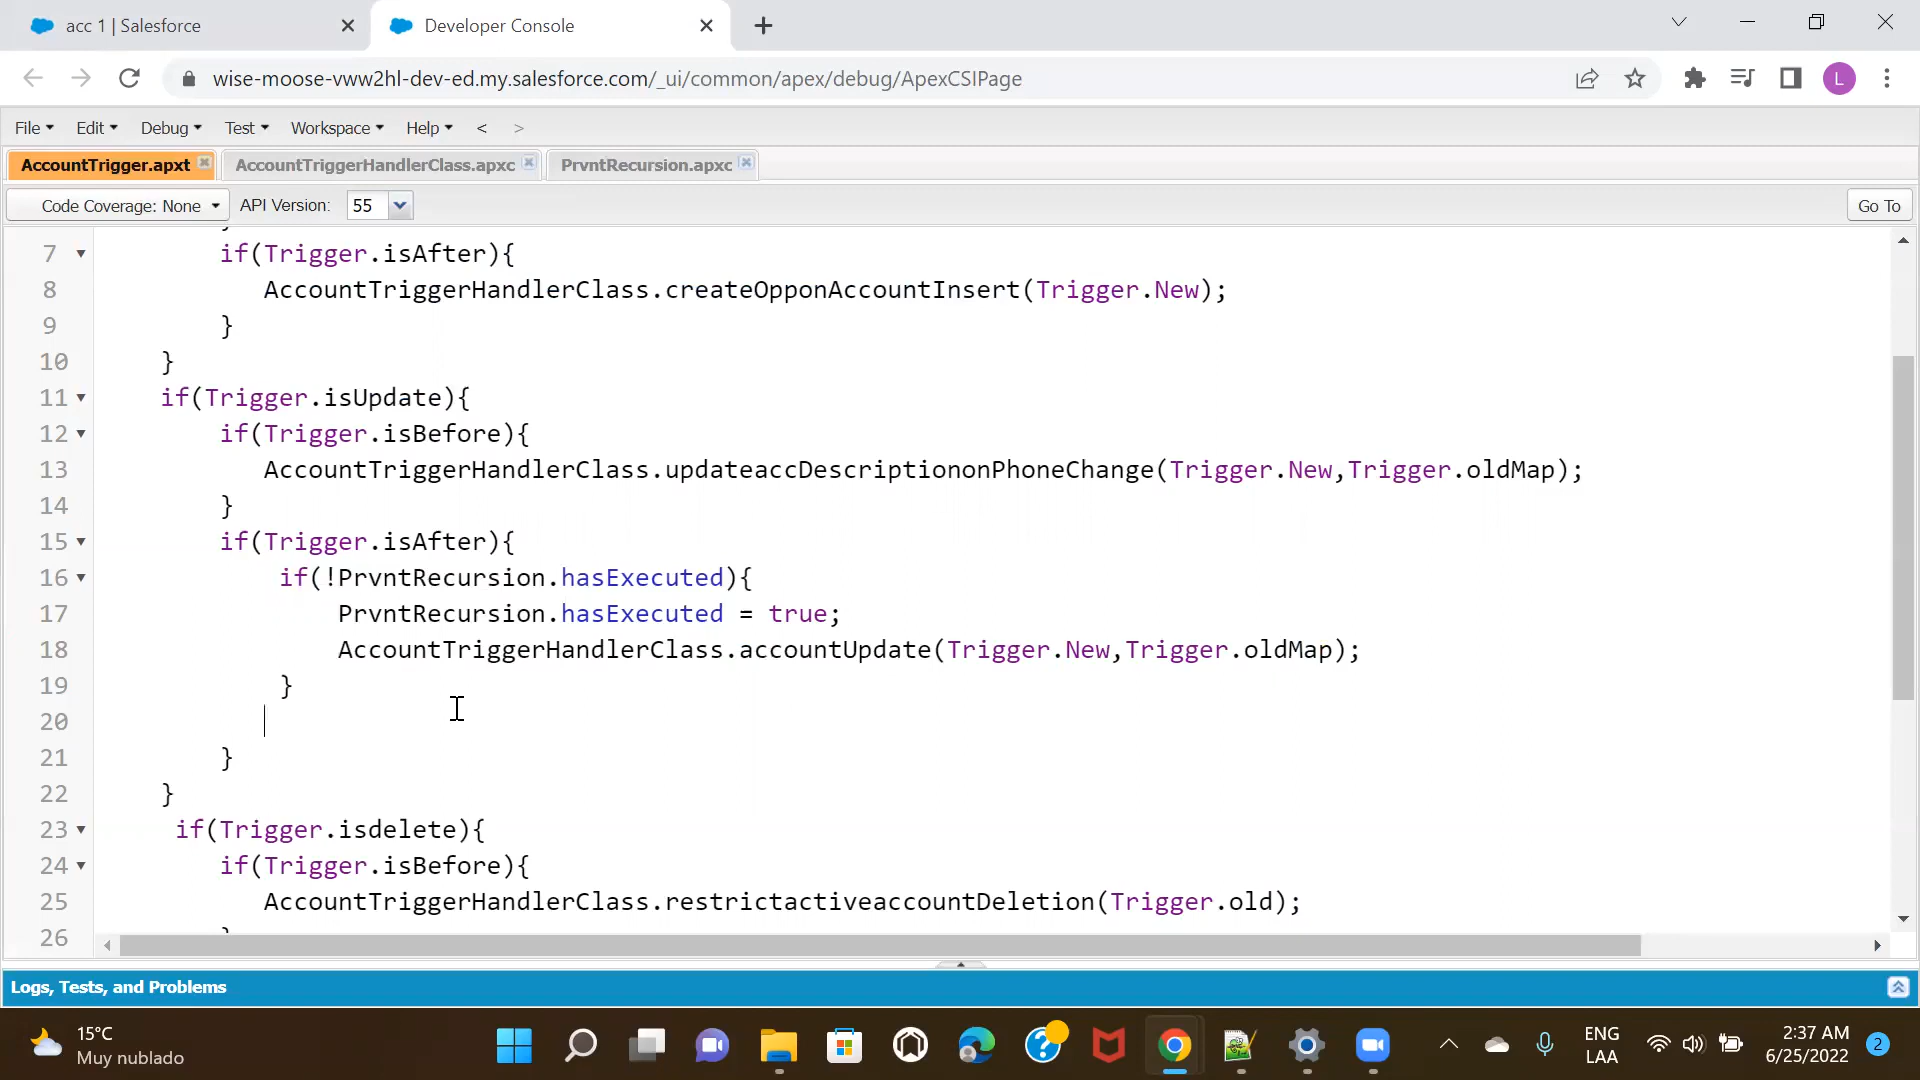 acc 1 | Salesforce
Developer Console
wise-moose-vww2hl-dev-ed.my.salesforce.com/_ui/common/apex/debug/ApexCSIPage
L
File Edit Debug Test Workspace Help < >
AccountTrigger.apxt AccountTriggerHandlerClass.apxc PrvntRecursion.apxc
Code Coverage: None API Version: 55 Go To
7 if(Trigger.isAfter){
8 AccountTriggerHandlerClass.createOpponAccountInsert(Trigger.New);
9 }
10 }
11 if(Trigger.isUpdate){
12 if(Trigger.isBefore){
13 AccountTriggerHandlerClass.updateaccDescriptiononPhoneChange(Trigger.New,Trigger.oldMap);
14 }
15 if(Trigger.isAfter){
16 if(!PrvntRecursion.hasExecuted){
17 PrvntRecursion.hasExecuted = true;
18 AccountTriggerHandlerClass.accountUpdate(Trigger.New,Trigger.oldMap);
19 }
20
21 }
22 }
23 if(Trigger.isdelete){
24 if(Trigger.isBefore){
25 AccountTriggerHandlerClass.restrictactiveaccountDeletion(Trigger.old);
26 }
Logs, Tests, and Problems
15°C
Muy nublado
ENG
LAA
2:37 AM
6/25/2022
2